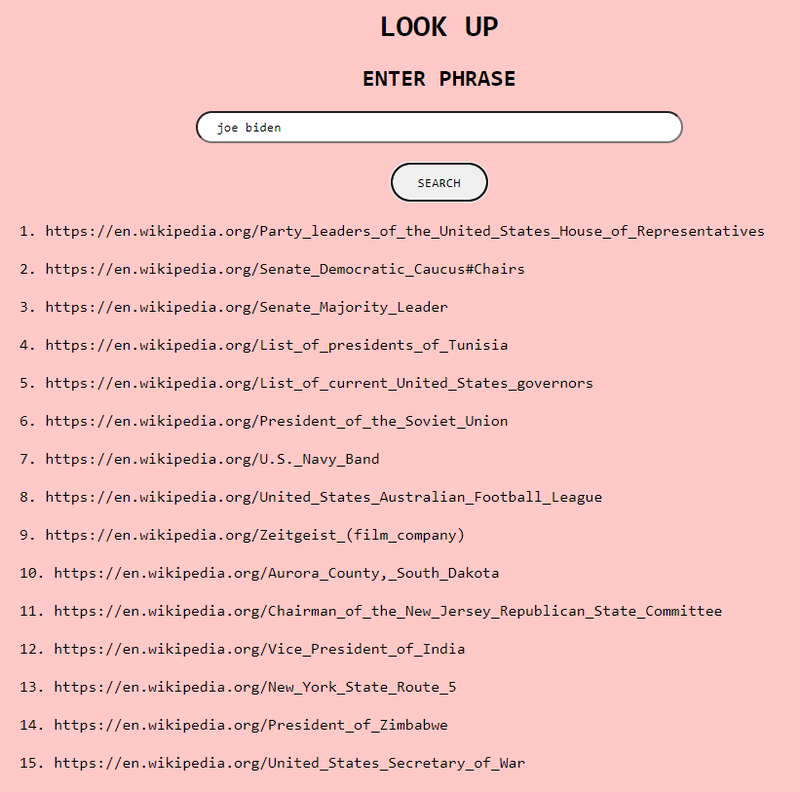 LOOK UP
ENTER PHRASE
joe biden
SEARCH
1. https://en.wikipedia.org/Party_leaders_of_the_United_States_House_of_Representatives
2. https://en.wikipedia.org/Senate_Democratic_Caucus#Chairs
3. https://en.wikipedia.org/Senate_Majority_Leader
4. https://en.wikipedia.org/List_of_presidents_of_Tunisia
5. https://en.wikipedia.org/List_of_current_United_States_governors
6. https://en.wikipedia.org/President_of_the_Soviet_Union
7. https://en.wikipedia.org/U.S._Navy_Band
8. https://en.wikipedia.org/United_States_Australian_Football_League
9. https://en.wikipedia.org/Zeitgeist_(film_company)
10. https://en.wikipedia.org/Aurora_County,_South_Dakota
11. https://en.wikipedia.org/Chairman_of_the_New_Jersey_Republican_State_Committee
12. https://en.wikipedia.org/Vice_President_of_India
13. https://en.wikipedia.org/New_York_State_Route_5
14. https://en.wikipedia.org/President_of_Zimbabwe
15. https://en.wikipedia.org/United_States_Secretary_of_War